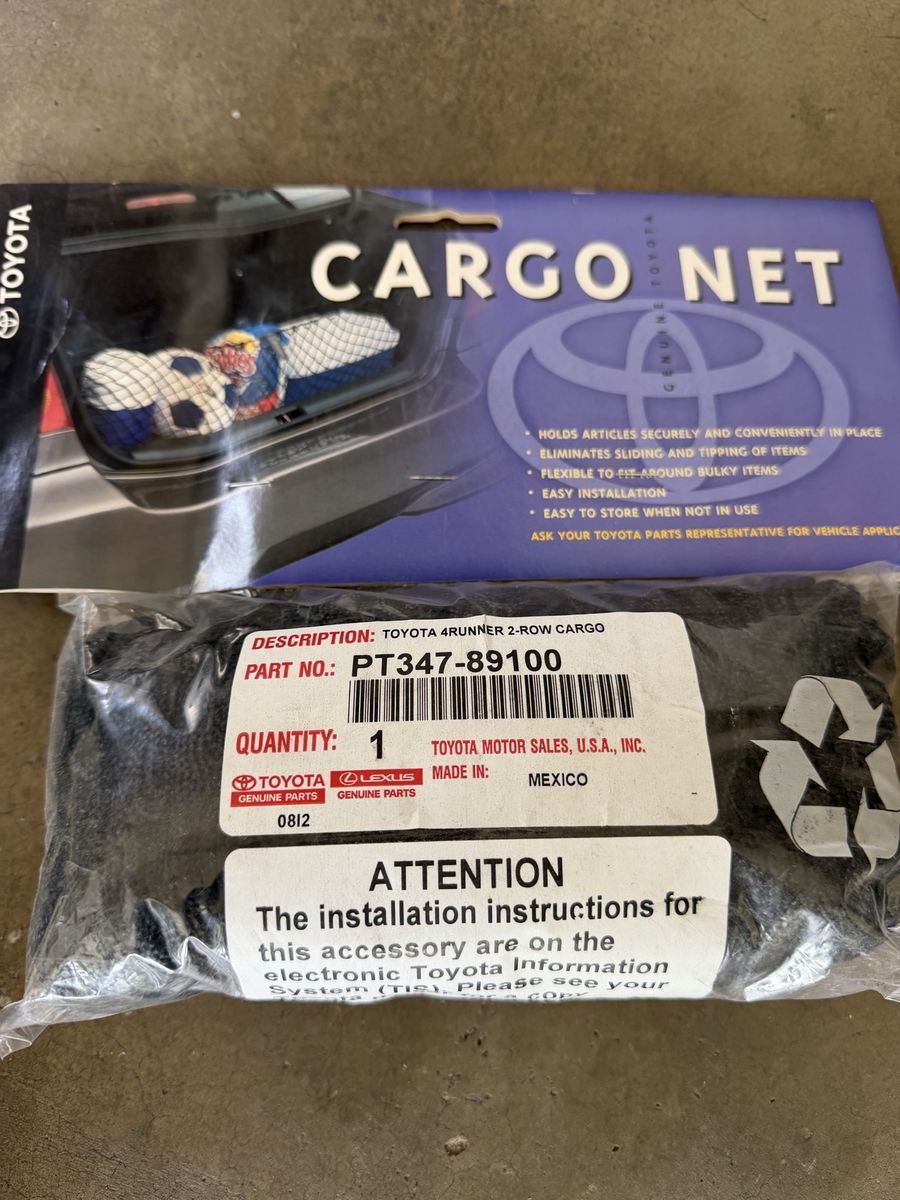 TOYOTA
CARGO NET
GENUINE TOYOTA
• HOLDS ARTICLES SECURELY AND CONVENIENTLY IN PLACE
• ELIMINATES SLIDING AND TIPPING OF ITEMS
• FLEXIBLE TO FIT AROUND BULKY ITEMS
• EASY INSTALLATION
• EASY TO STORE WHEN NOT IN USE
ASK YOUR TOYOTA PARTS REPRESENTATIVE FOR VEHICLE APPLIC
DESCRIPTION: TOYOTA 4RUNNER 2-ROW CARGO
PART NO.: PT347-89100
QUANTITY: 1
TOYOTA MOTOR SALES, U.S.A., INC.
TOYOTA
GENUINE PARTS
LEXUS
GENUINE PARTS
MADE IN: MEXICO
0812
ATTENTION
The installation instructions for
this accessory are on the
electronic Toyota Information
System (TIS). Please see your
for a copy